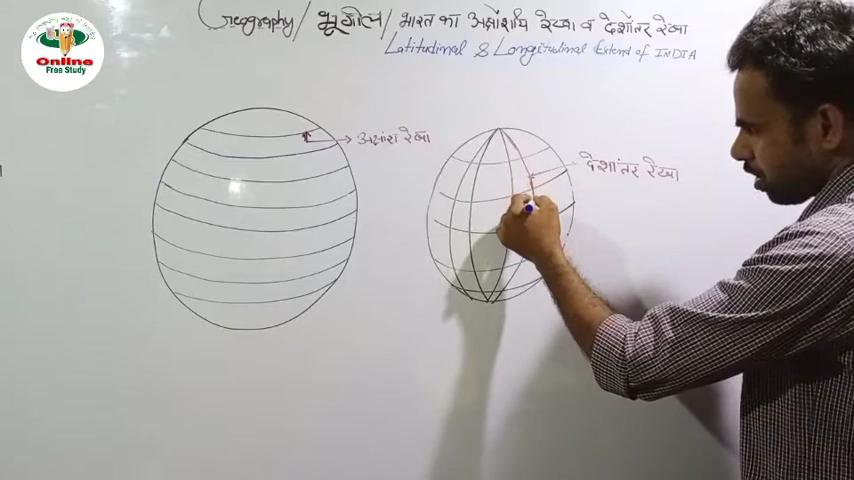 Geography/ भूगोल/ भारत का अक्षांशीय रेखा व देशांतर रेखा
Latitudinal & Longitudinal Extend of INDIA
Online
Free Study
अक्षांश रेखा
देशांतर रेखा